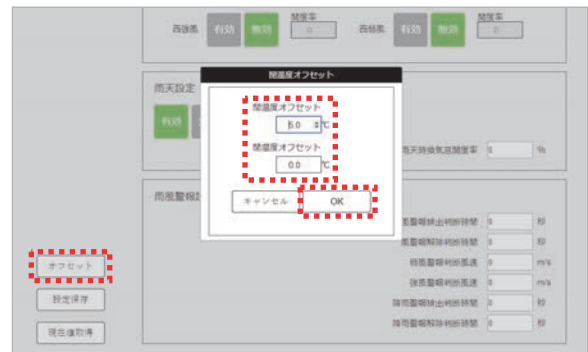 開度率 開度率
西強風 有効 無効 0 西弱風 有効 無効 0
開温度オフセット
雨天設定
開温度オフセット
有効
5.0 ℃
閉温度オフセット
雨天時換気窓開度率 0 %
0.0 ℃
雨風警報設
キャンセル OK
風警報検出判断時間 0 秒
風警報解除判断時間 0 秒
オフセット
弱風警報判断風速 0 m/s
強風警報判断風速 0 m/s
設定保存
降雨警報検出判断時間 0 秒
降雨警報解除判断時間 0 秒
現在値取得